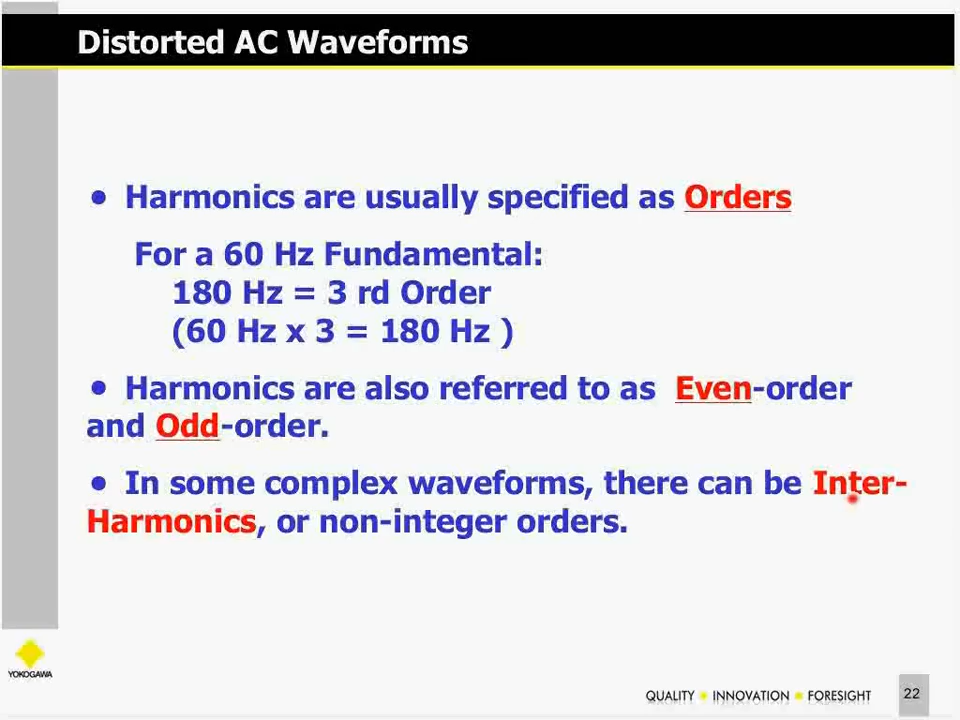 Distorted AC Waveforms
• Harmonics are usually specified as Orders
For a 60 Hz Fundamental:
180 Hz = 3 rd Order
(60 Hz x 3 = 180 Hz )
• Harmonics are also referred to as Even-order
and Odd-order.
• In some complex waveforms, there can be Inter-
Harmonics, or non-integer orders.
YOKOGAWA
QUALITY • INNOVATION • FORESIGHT
22